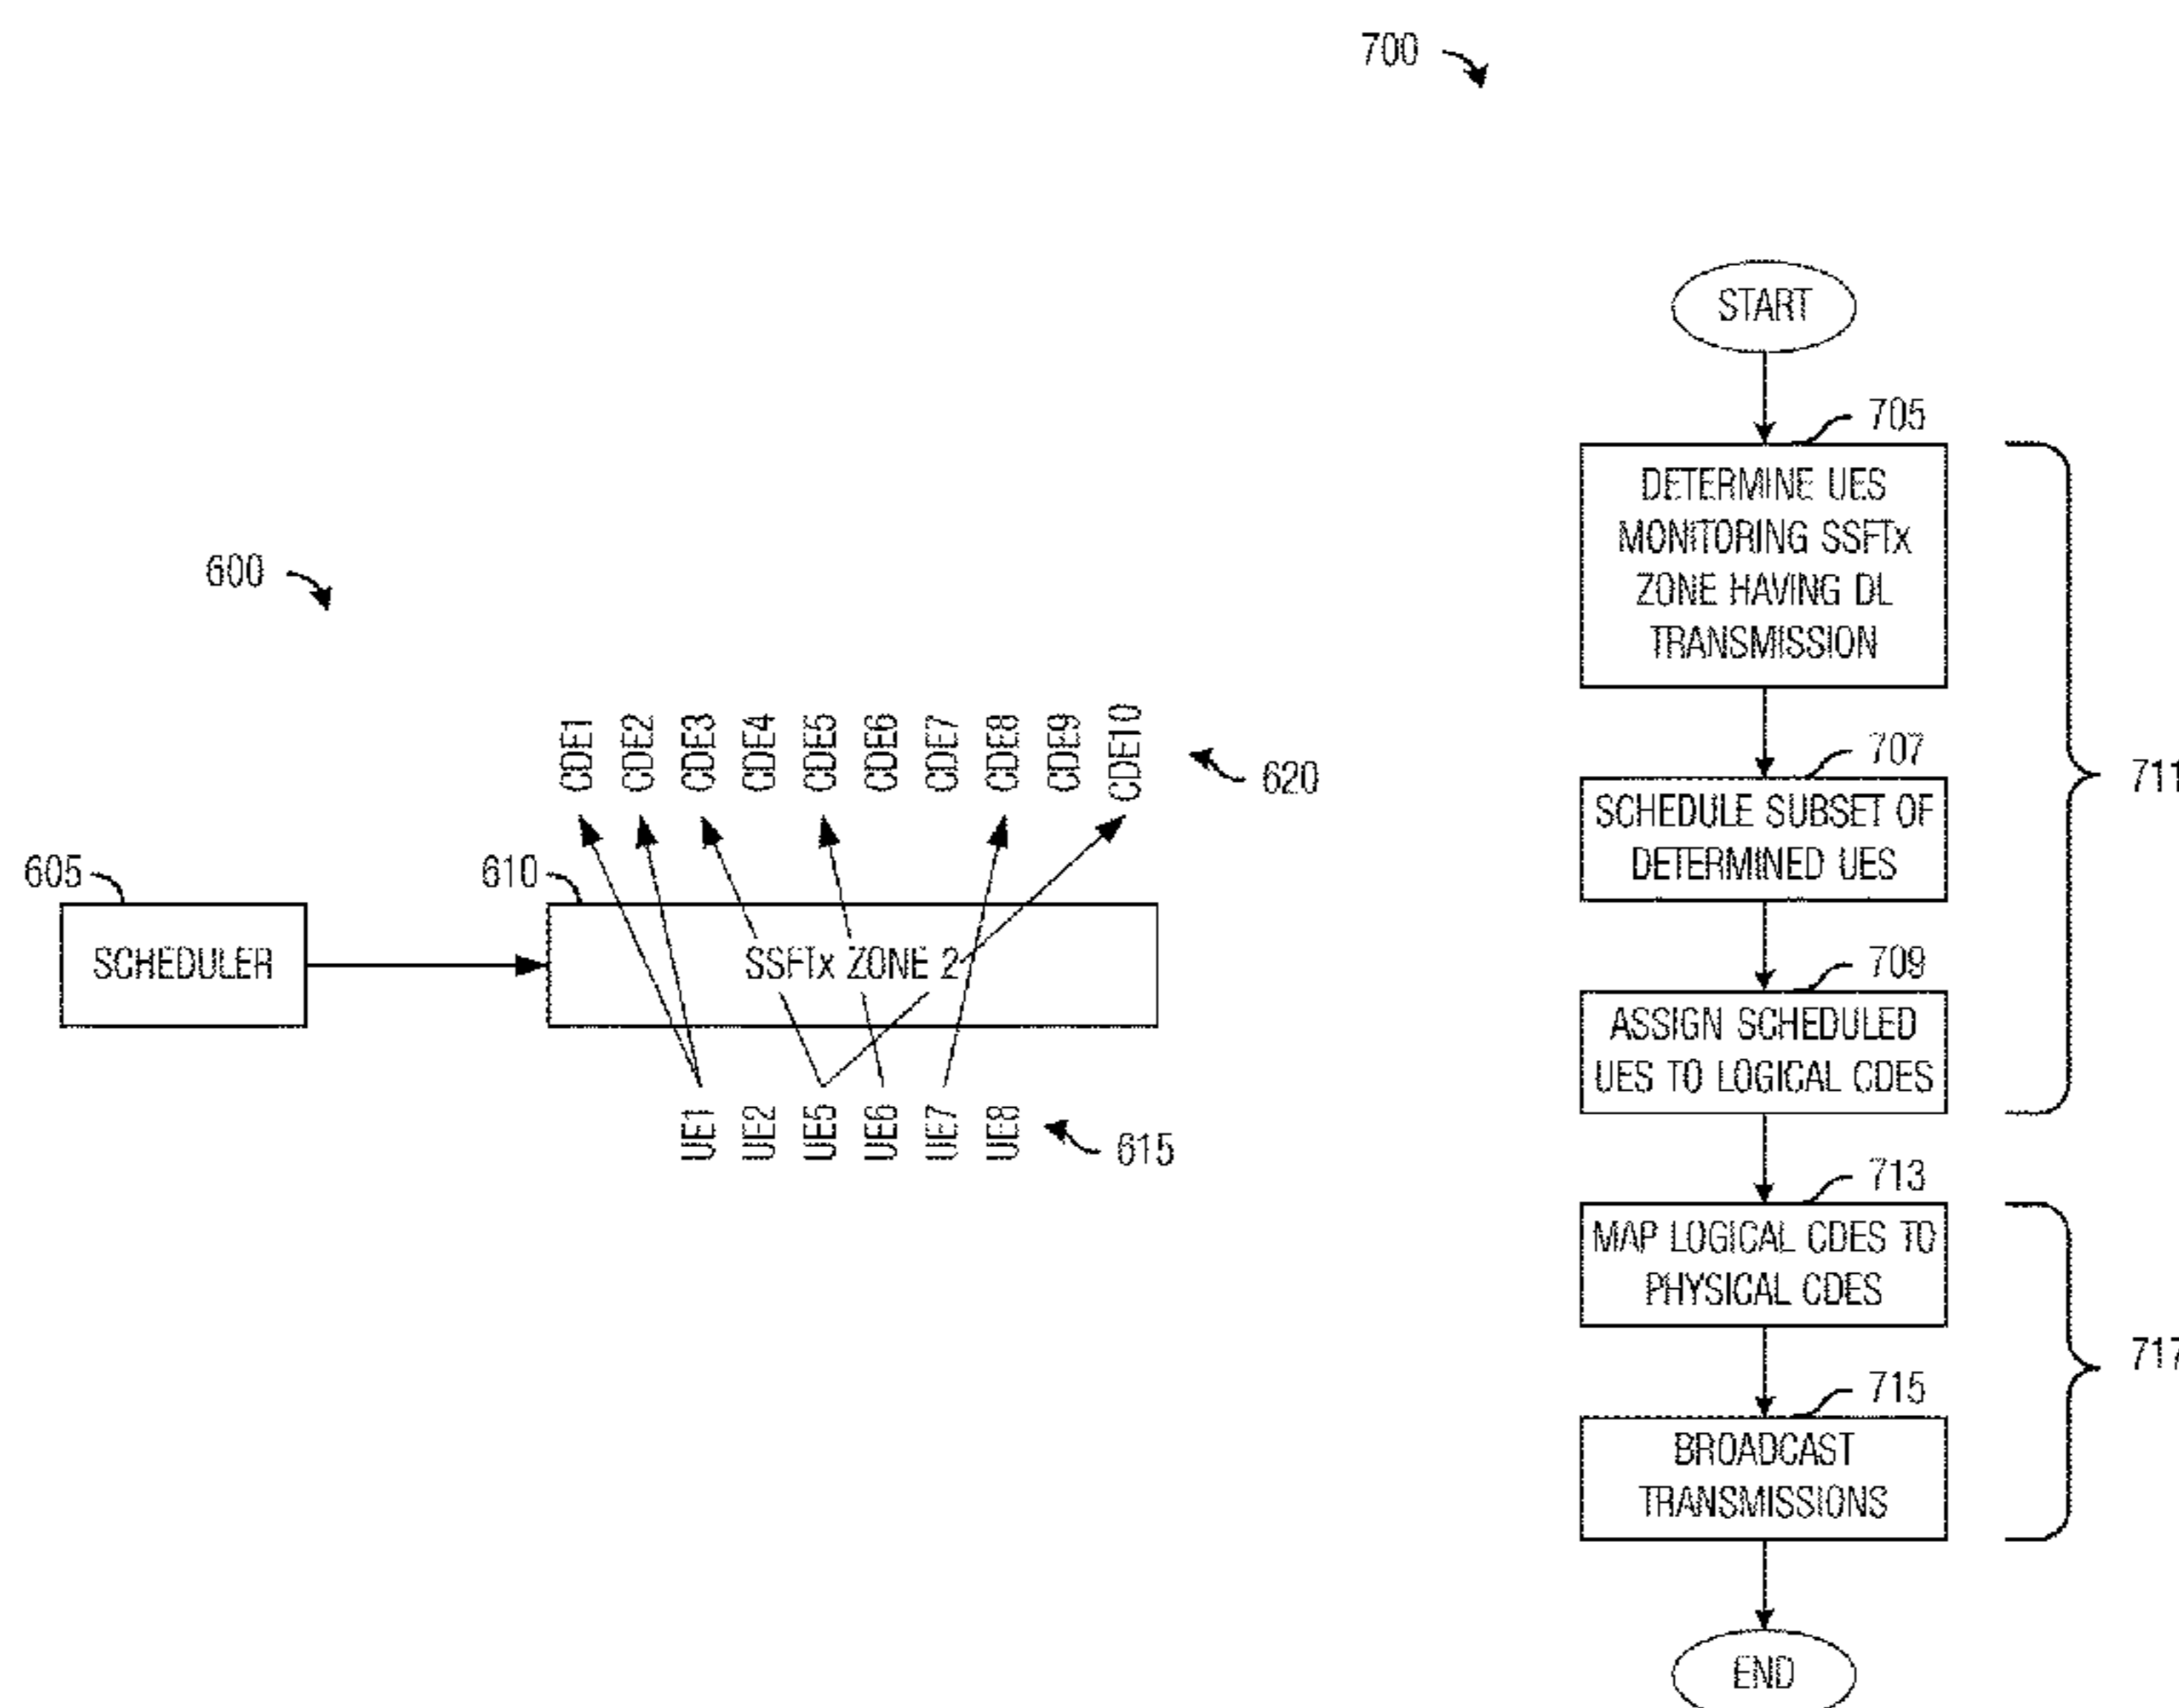 700
START
705
DETERMINE UES
MONITORING SSFTx
ZONE HAVING DL
TRANSMISSION
707
SCHEDULE SUBSET OF
DETERMINED UES
709
ASSIGN SCHEDULED
UES TO LOGICAL CDES
711
713
MAP LOGICAL CDES TO
PHYSICAL CDES
715
BROADCAST
TRANSMISSIONS
717
END
600
CDE1
CDE2
CDE3
CDE4
CDE5
CDE6
CDE7
CDE8
CDE9
CDE10
620
605
SCHEDULER
610
SSFTx ZONE 2
UE1
UE2
UE5
UE6
UE7
UE8
615